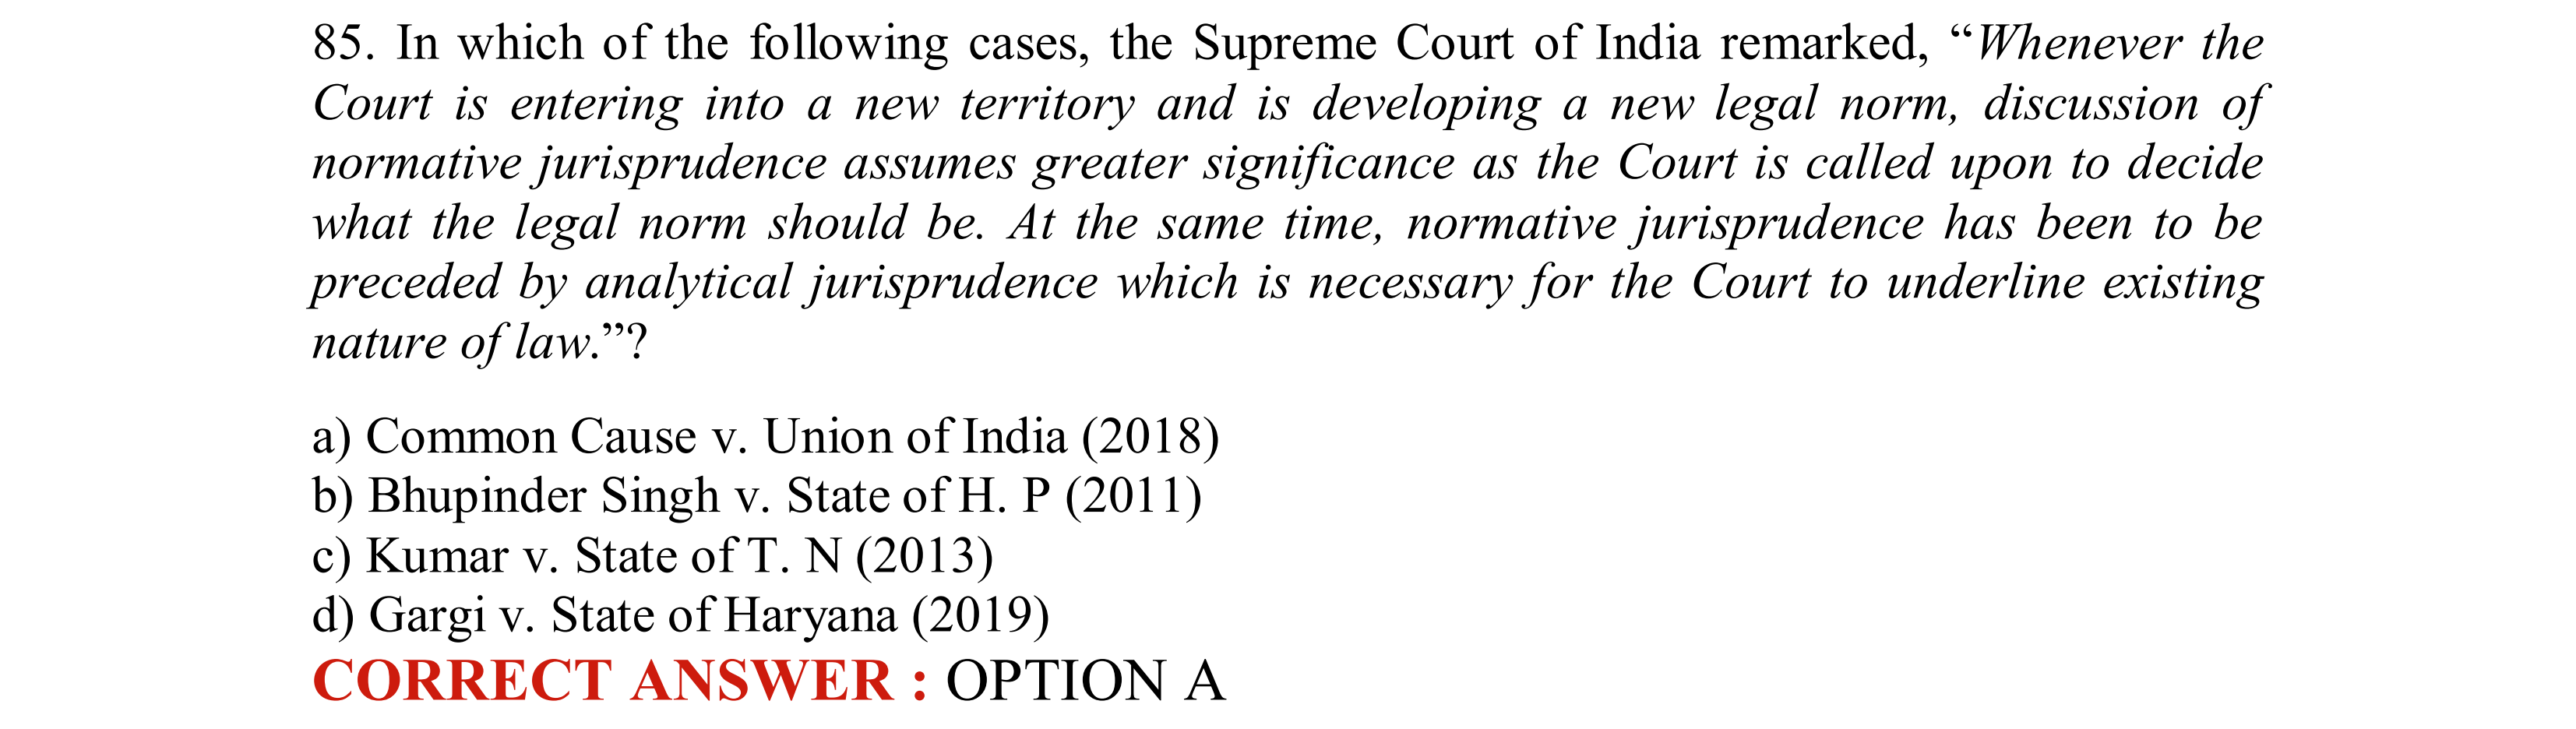 85. In which of the following cases, the Supreme Court of India remarked, “Whenever the
Court is entering into a new territory and is developing a new legal norm, discussion of
normative jurisprudence assumes greater significance as the Court is called upon to decide
what the legal norm should be. At the same time, normative jurisprudence has been to be
preceded by analytical jurisprudence which is necessary for the Court to underline existing
nature of law.”?
a) Common Cause v. Union of India (2018)
b) Bhupinder Singh v. State of H. P (2011)
c) Kumar v. State of T. N (2013)
d) Gargi v. State of Haryana (2019)
CORRECT ANSWER : OPTION A